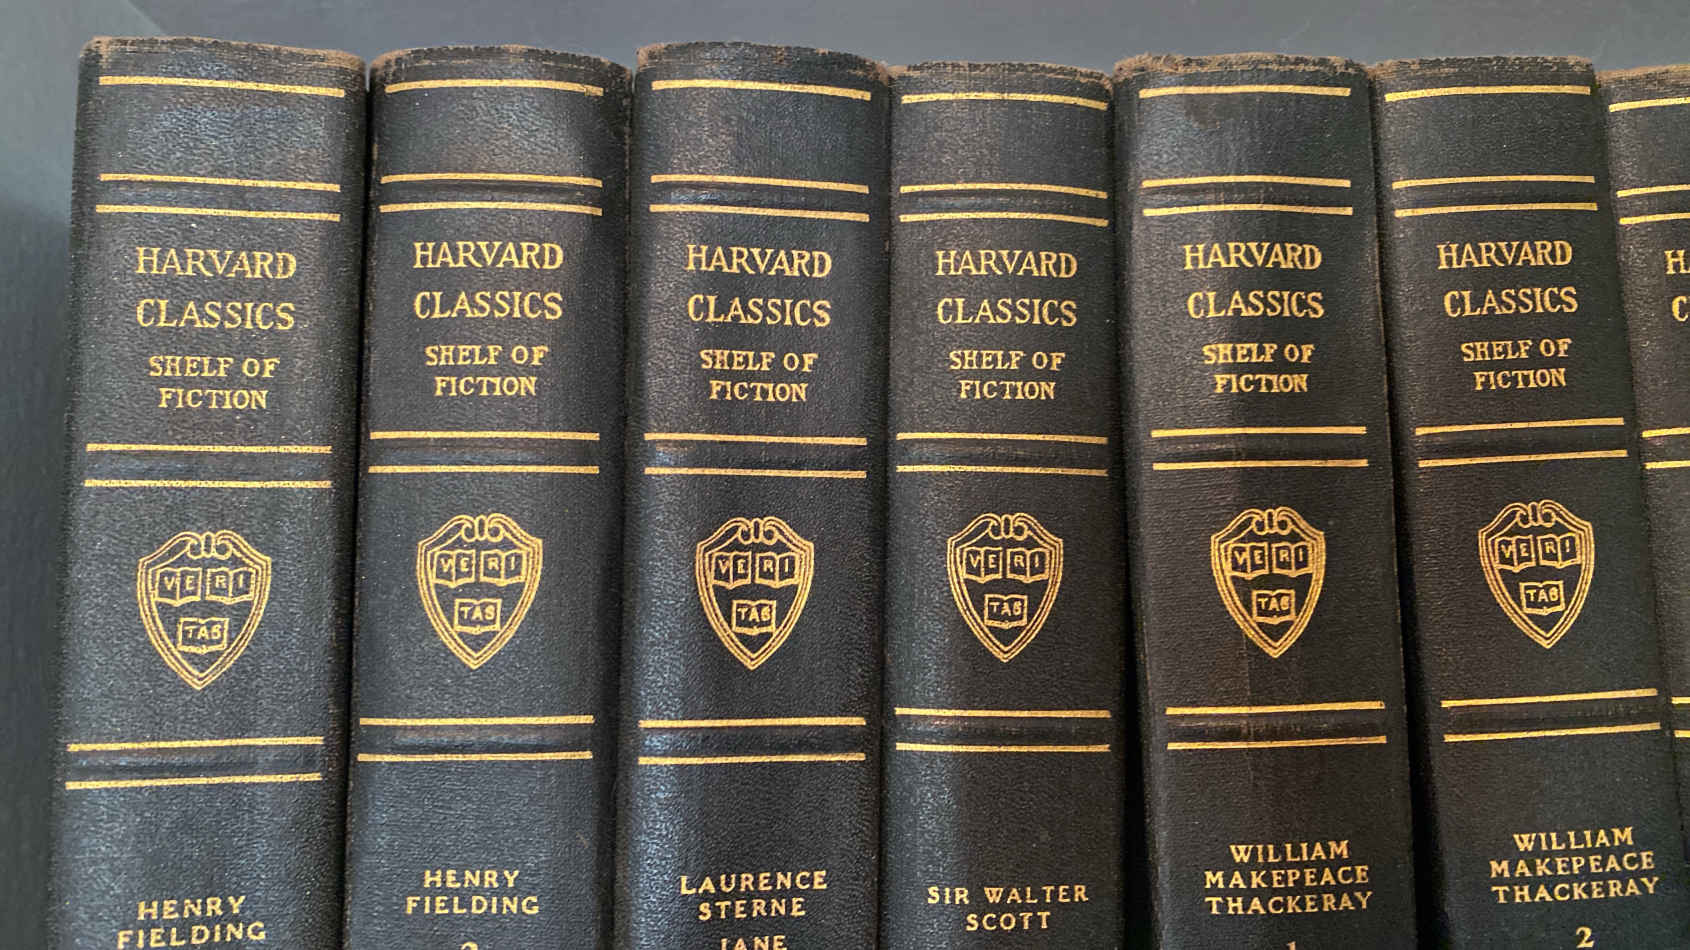 HARVARD
CLASSICS
SHELF OF
FICTION
VE RI
TAS
HENRY
FIELDING
HARVARD
CLASSICS
SHELF OF
FICTION
VE RI
TAS
HENRY
FIELDING
HARVARD
CLASSICS
SHELF OF
FICTION
VE RI
TAS
LAURENCE
STERNE
JANE
HARVARD
CLASSICS
SHELF OF
FICTION
VE RI
TAS
SIR WALTER
SCOTT
HARVARD
CLASSICS
SHELF OF
FICTION
VE RI
TAS
WILLIAM
MAKEPEACE
THACKERAY
1
HARVARD
CLASSICS
SHELF OF
FICTION
VE RI
TAS
WILLIAM
MAKEPEACE
THACKERAY
2